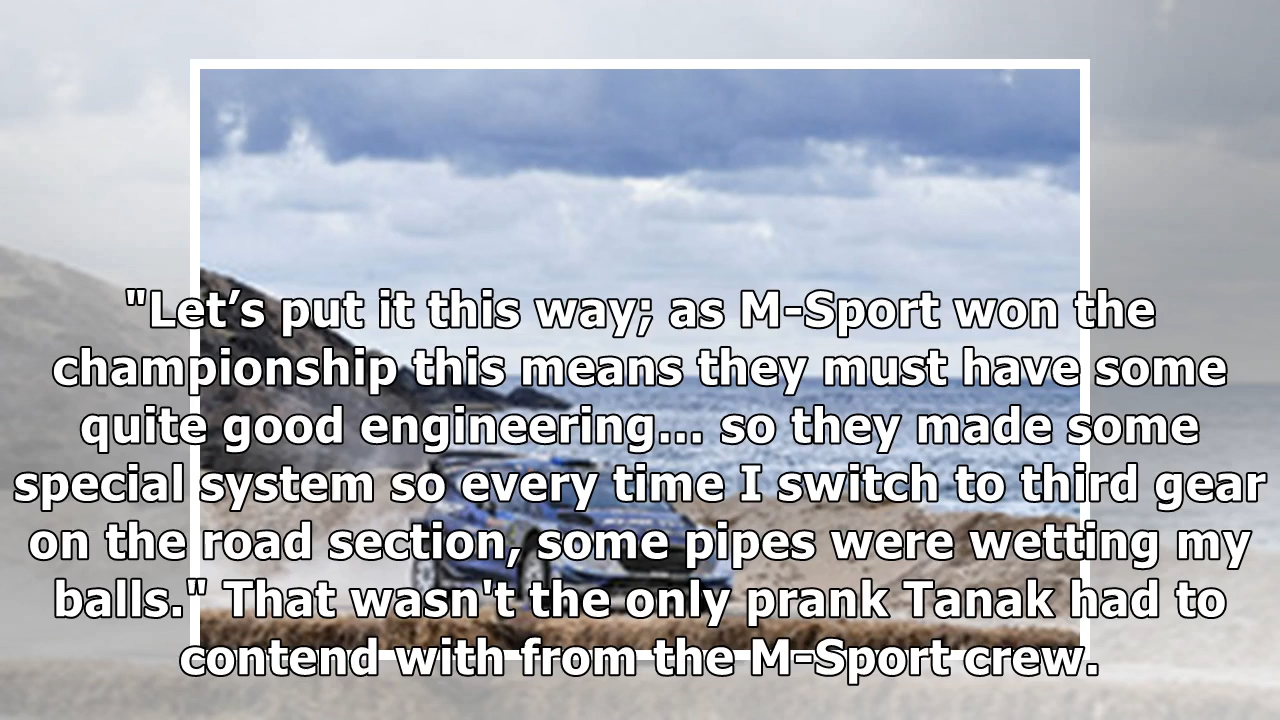 "Let’s put it this way; as M-Sport won the
championship this means they must have some
quite good engineering... so they made some
special system so every time I switch to third gear
on the road section, some pipes were wetting my
balls." That wasn't the only prank Tanak had to
contend with from the M-Sport crew.